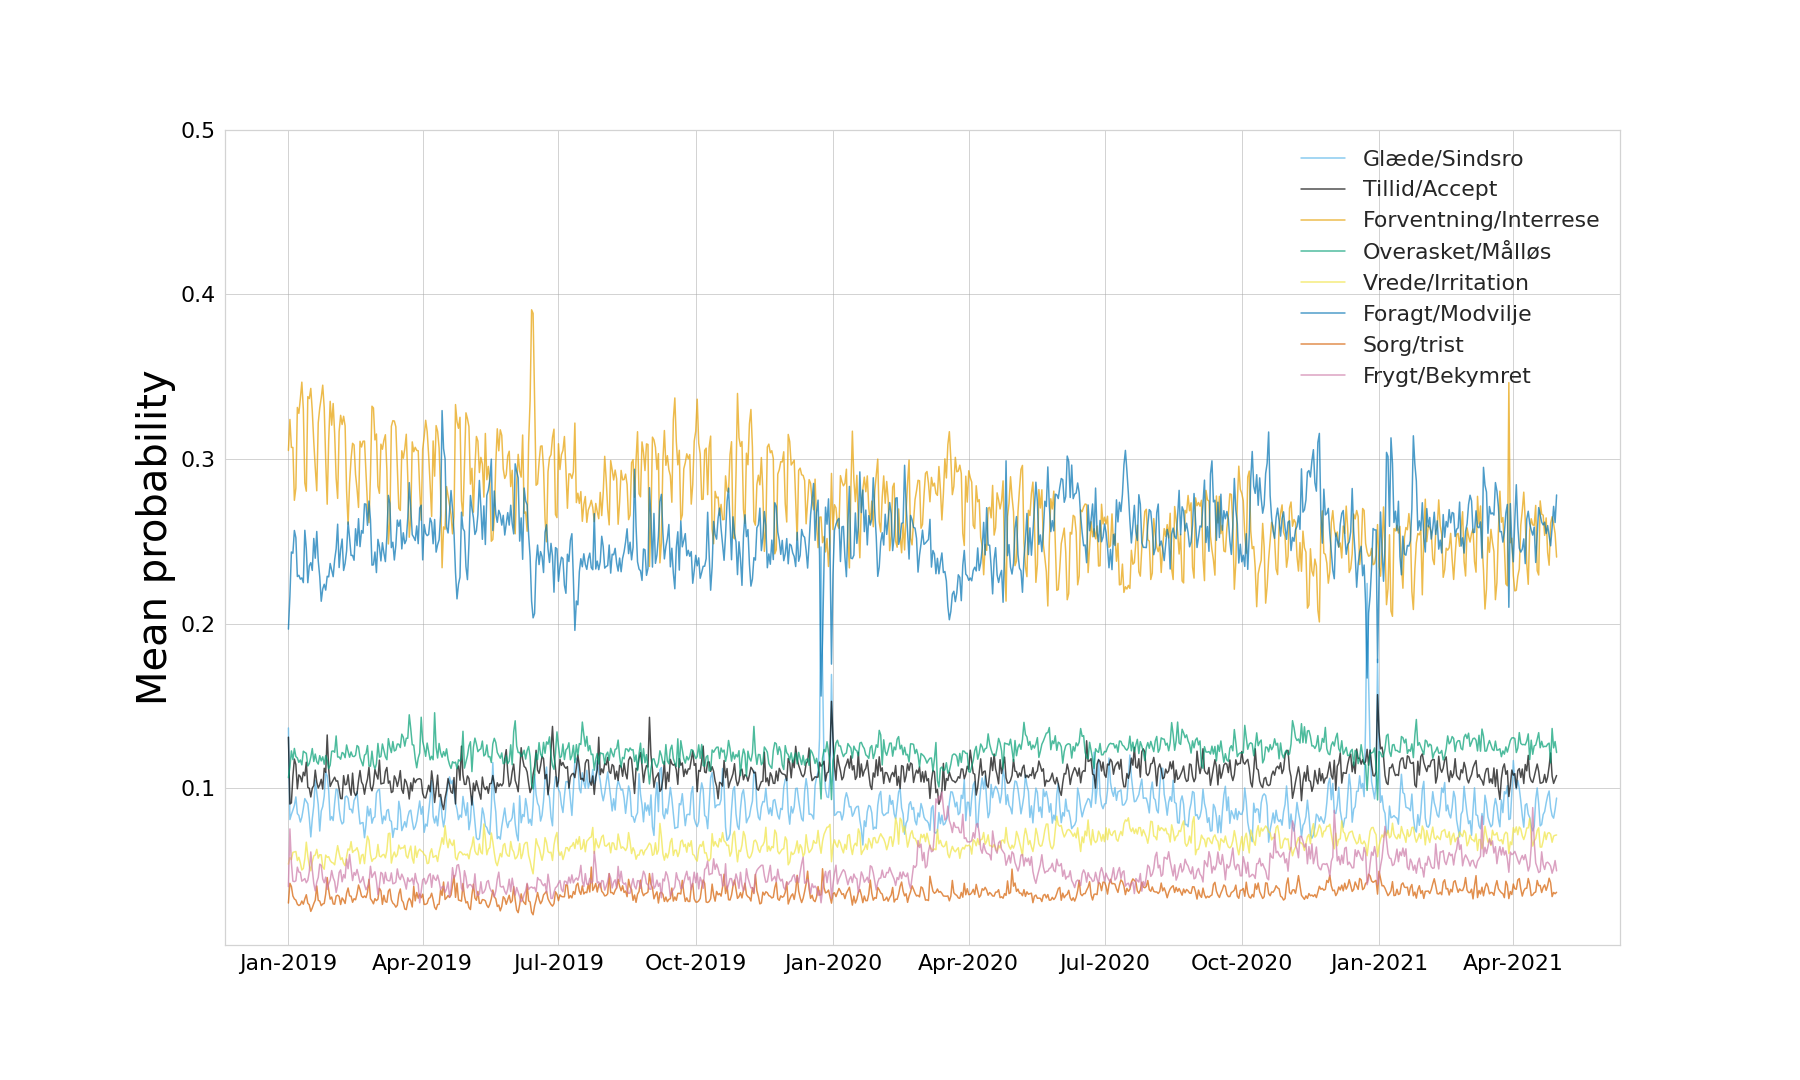 Mean probability
0.5
0.4
0.3
0.2
0.1
Jan-2019
Apr-2019
Jul-2019
Oct-2019
Jan-2020
Apr-2020
Jul-2020
Oct-2020
Jan-2021
Apr-2021
Glæde/Sindsro
Tillid/Accept
Forventning/Interrese
Overasket/Målløs
Vrede/Irritation
Foragt/Modvilje
Sorg/trist
Frygt/Bekymret